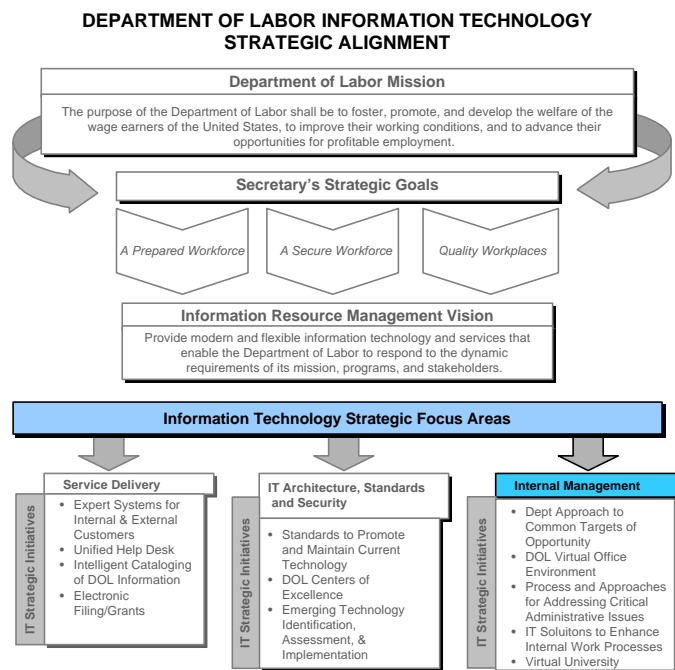 DEPARTMENT OF LABOR INFORMATION TECHNOLOGY
STRATEGIC ALIGNMENT
Department of Labor Mission
The purpose of the Department of Labor shall be to foster, promote, and develop the welfare of the
wage earners of the United States, to improve their working conditions, and to advance their
opportunities for profitable employment.
Secretary's Strategic Goals
A Prepared Workforce
A Secure Workforce
Quality Workplaces
Information Resource Management Vision
Provide modern and flexible information technology and services that
enable the Department of Labor to respond to the dynamic
requirements of its mission, programs, and stakeholders.
Information Technology Strategic Focus Areas
Service Delivery
IT Strategic Initiatives
• Expert Systems for
Internal & External
Customers
• Unified Help Desk
• Intelligent Cataloging
of DOL Information
• Electronic
Filing/Grants
IT Architecture, Standards
and Security
IT Strategic Initiatives
• Standards to Promote
and Maintain Current
Technology
• DOL Centers of
Excellence
• Emerging Technology
Identification,
Assessment, &
Implementation
Internal Management
IT Strategic Initiatives
• Dept Approach to
Common Targets of
Opportunity
• DOL Virtual Office
Environment
• Process and Approaches
for Addressing Critical
Administrative Issues
• IT Soluitons to Enhance
Internal Work Processes
• Virtual University